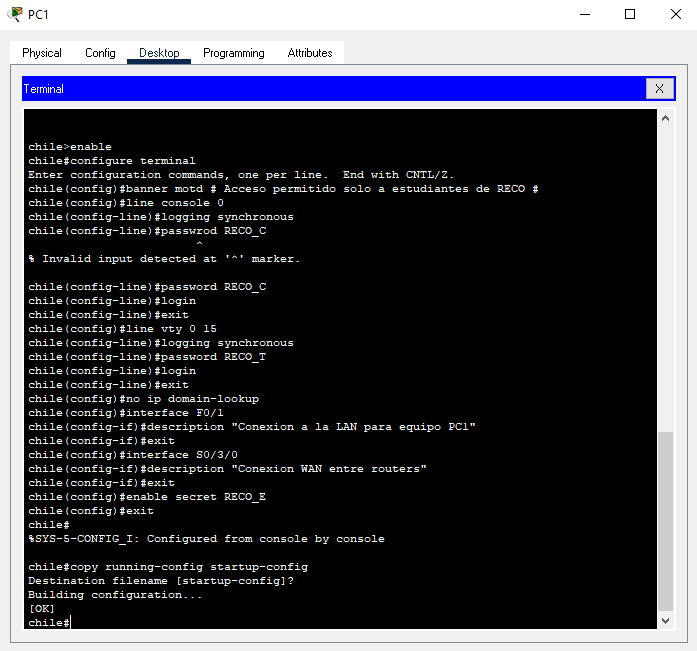 PC1
Physical Config Desktop Programming Attributes
Terminal
X
chile>enable
chile#configure terminal
Enter configuration commands, one per line.  End with CNTL/Z.
chile(config)#banner motd # Acceso permitido solo a estudiantes de RECO #
chile(config)#line console 0
chile(config-line)#logging synchronous
chile(config-line)#passwrod RECO_C
^
% Invalid input detected at '^' marker.
chile(config-line)#password RECO_C
chile(config-line)#login
chile(config-line)#exit
chile(config)#line vty 0 15
chile(config-line)#logging synchronous
chile(config-line)#password RECO_T
chile(config-line)#login
chile(config-line)#exit
chile(config)#no ip domain-lookup
chile(config)#interface F0/1
chile(config-if)#description "Conexion a la LAN para equipo PC1"
chile(config-if)#exit
chile(config)#interface S0/3/0
chile(config-if)#description "Conexion WAN entre routers"
chile(config-if)#exit
chile(config)#enable secret RECO_E
chile(config)#exit
chile#
%SYS-5-CONFIG_I: Configured from console by console
chile#copy running-config startup-config
Destination filename [startup-config]?
Building configuration...
[OK]
chile#